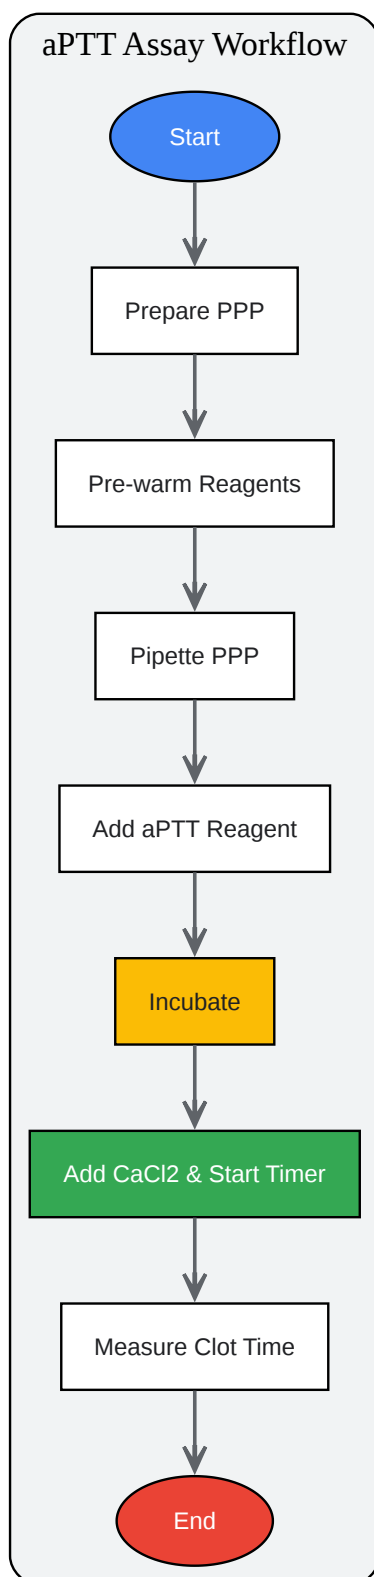 aPTT Assay Workflow
Start
Prepare PPP
Pre-warm Reagents
Pipette PPP
Add aPTT Reagent
Incubate
Add CaCl2 & Start Timer
Measure Clot Time
End